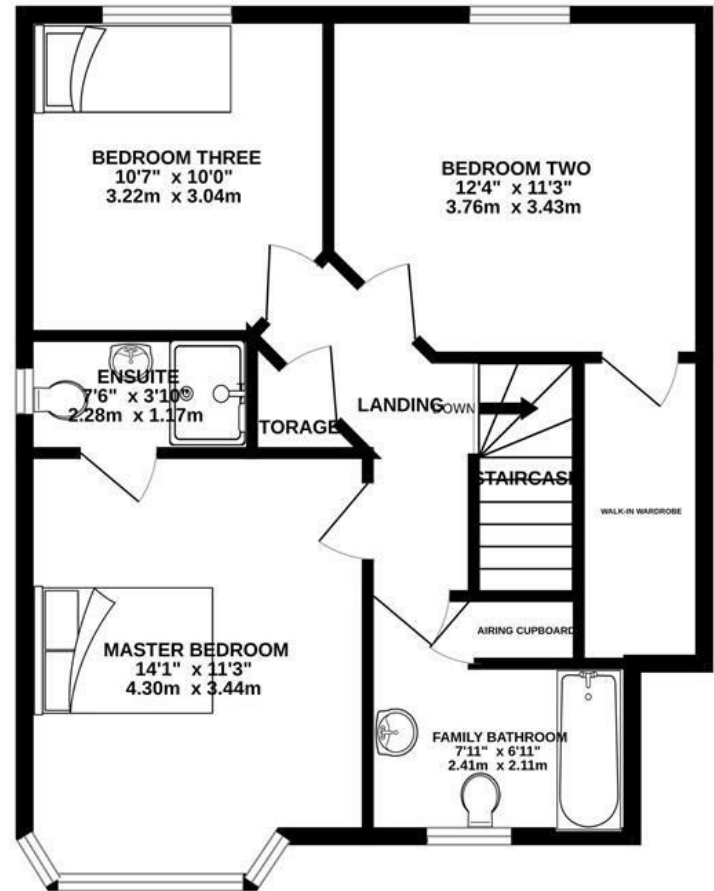 BEDROOM THREE
10'7" x 10'0"
3.22m x 3.04m
BEDROOM TWO
12'4" x 11'3"
3.76m x 3.43m
ENSUITE
7'6" x 3'10"
2.28m x 1.17m
LANDING
DOWN
STORAGE
STAIRCASE
WALK-IN WARDROBE
AIRING CUPBOARD
MASTER BEDROOM
14'1" x 11'3"
4.30m x 3.44m
FAMILY BATHROOM
7'11" x 6'11"
2.41m x 2.11m